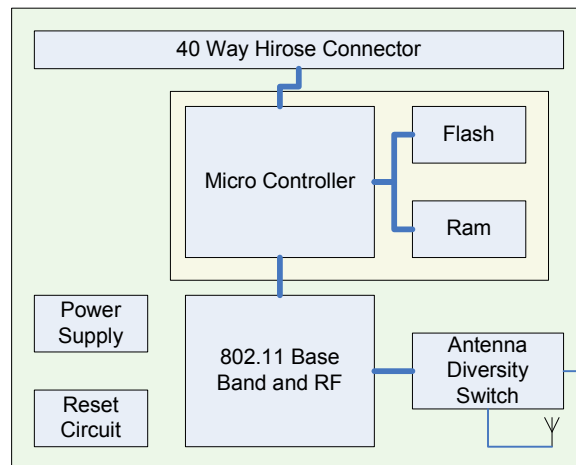 40 Way Hirose Connector
Micro Controller
Flash
Ram
Power
Supply
802.11 Base
Band and RF
Antenna
Diversity
Switch
Reset
Circuit